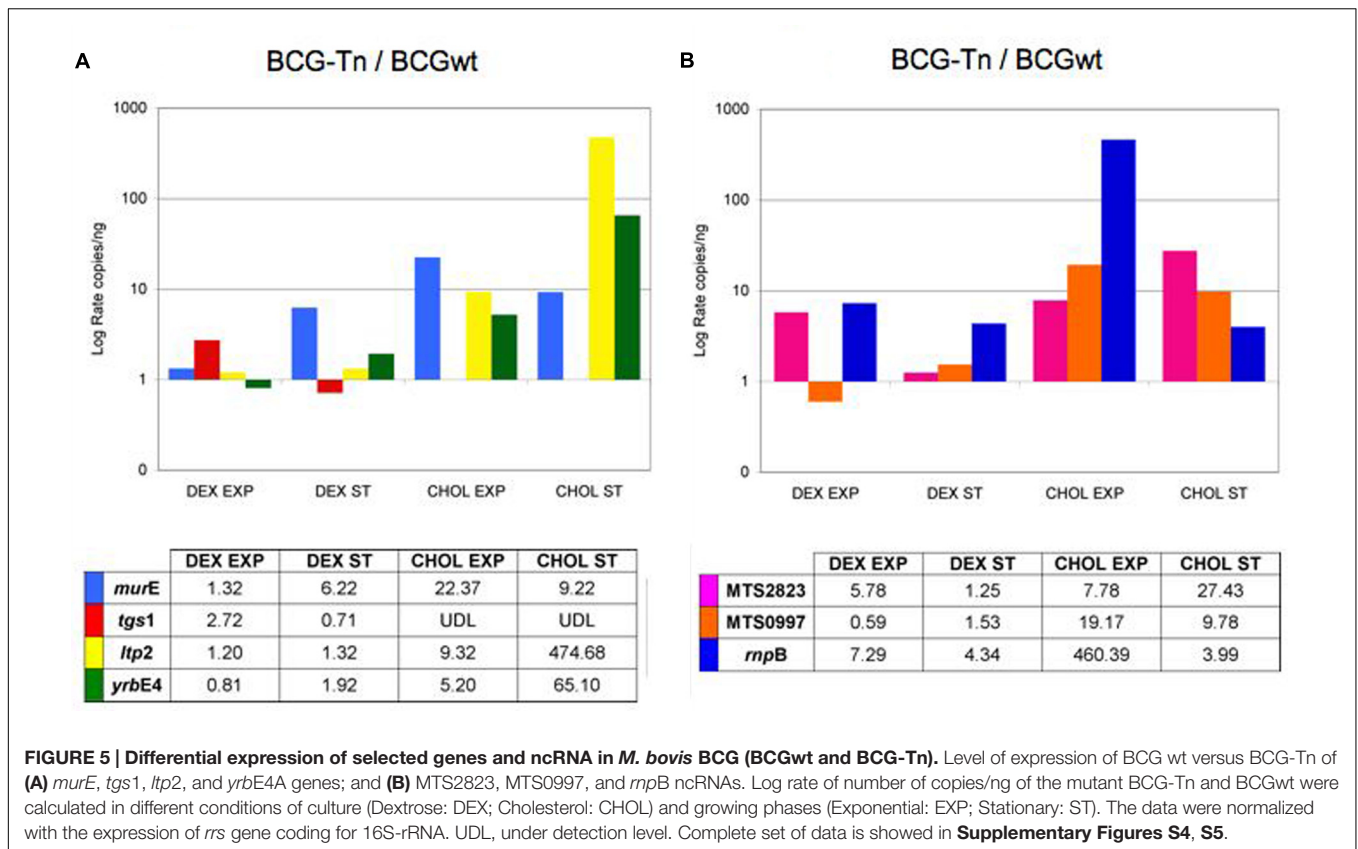 A
BCG-Tn / BCGwt
Log Rate copies/ng
1000
100
10
1
0
DEX EXP DEX ST CHOL EXP CHOL ST
DEX EXP DEX ST CHOL EXP CHOL ST
murE 1.32 6.22 22.37 9.22
tgs1 2.72 0.71 UDL UDL
ltp2 1.20 1.32 9.32 474.68
yrbE4 0.81 1.92 5.20 65.10
B
BCG-Tn / BCGwt
Log Rate copies/ng
1000
100
10
1
0
DEX EXP DEX ST CHOL EXP CHOL ST
DEX EXP DEX ST CHOL EXP CHOL ST
MTS2823 5.78 1.25 7.78 27.43
MTS0997 0.59 1.53 19.17 9.78
rnpB 7.29 4.34 460.39 3.99
FIGURE 5 | Differential expression of selected genes and ncRNA in M. bovis BCG (BCGwt and BCG-Tn). Level of expression of BCG wt versus BCG-Tn of
(A) murE, tgs1, ltp2, and yrbE4A genes; and (B) MTS2823, MTS0997, and rnpB ncRNAs. Log rate of number of copies/ng of the mutant BCG-Tn and BCGwt were
calculated in different conditions of culture (Dextrose: DEX; Cholesterol: CHOL) and growing phases (Exponential: EXP; Stationary: ST). The data were normalized
with the expression of rrs gene coding for 16S-rRNA. UDL, under detection level. Complete set of data is showed in Supplementary Figures S4, S5.